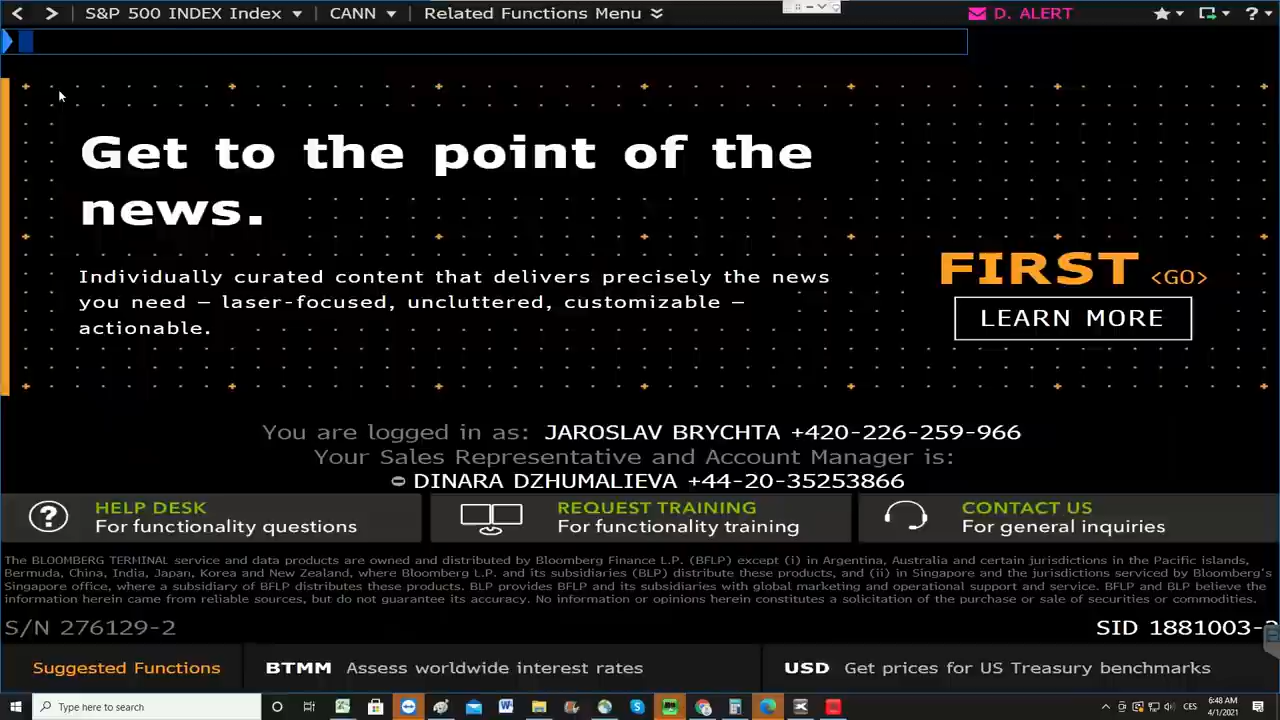 S&P 500 INDEX Index CANN Related Functions Menu D. ALERT
Get to the point of the
news.
Individually curated content that delivers precisely the news
you need – laser-focused, uncluttered, customizable –
actionable.
FIRST <GO>
LEARN MORE
You are logged in as: JAROSLAV BRYCHTA +420-226-259-966
Your Sales Representative and Account Manager is:
DINARA DZHUMALIEVA +44-20-35253866
HELP DESK
For functionality questions
REQUEST TRAINING
For functionality training
CONTACT US
For general inquiries
The BLOOMBERG TERMINAL service and data products are owned and distributed by Bloomberg Finance L.P. (BFLP) except (i) in Argentina, Australia and certain jurisdictions in the Pacific islands,
Bermuda, China, India, Japan, Korea and New Zealand, where Bloomberg L.P. and its subsidiaries (BLP) distribute these products, and (ii) in Singapore and the jurisdictions serviced by Bloomberg's
Singapore office, where a subsidiary of BFLP distributes these products. BLP provides BFLP and its subsidiaries with global marketing and operational support and service. BFLP and BLP believe the
information herein came from reliable sources, but do not guarantee its accuracy. No information or opinions herein constitutes a solicitation of the purchase or sale of securities or commodities.
S/N 276129-2
SID 1881003-2
Suggested Functions BTMM Assess worldwide interest rates USD Get prices for US Treasury benchmarks
Type here to search
CES
6:48 AM
4/1/2021